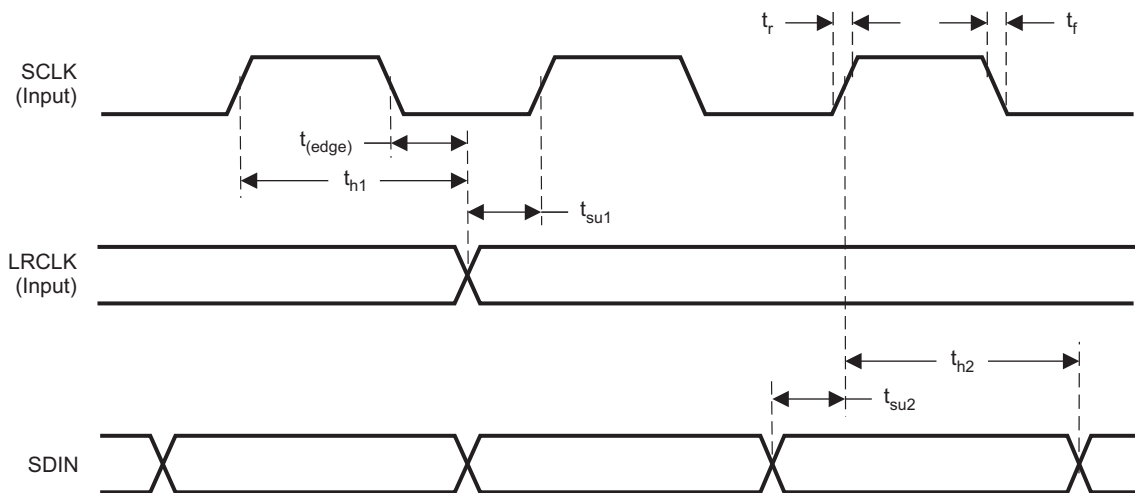 t_r
t_f
SCLK
(Input)
t_(edge)
t_h1
t_su1
LRCLK
(Input)
t_h2
t_su2
SDIN